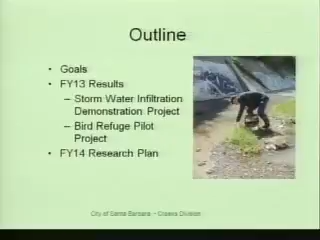 Outline
• Goals
• FY13 Results
– Storm Water Infiltration
Demonstration Project
– Bird Refuge Pilot
Project
• FY14 Research Plan
City of Santa Barbara ~ Creeks Division